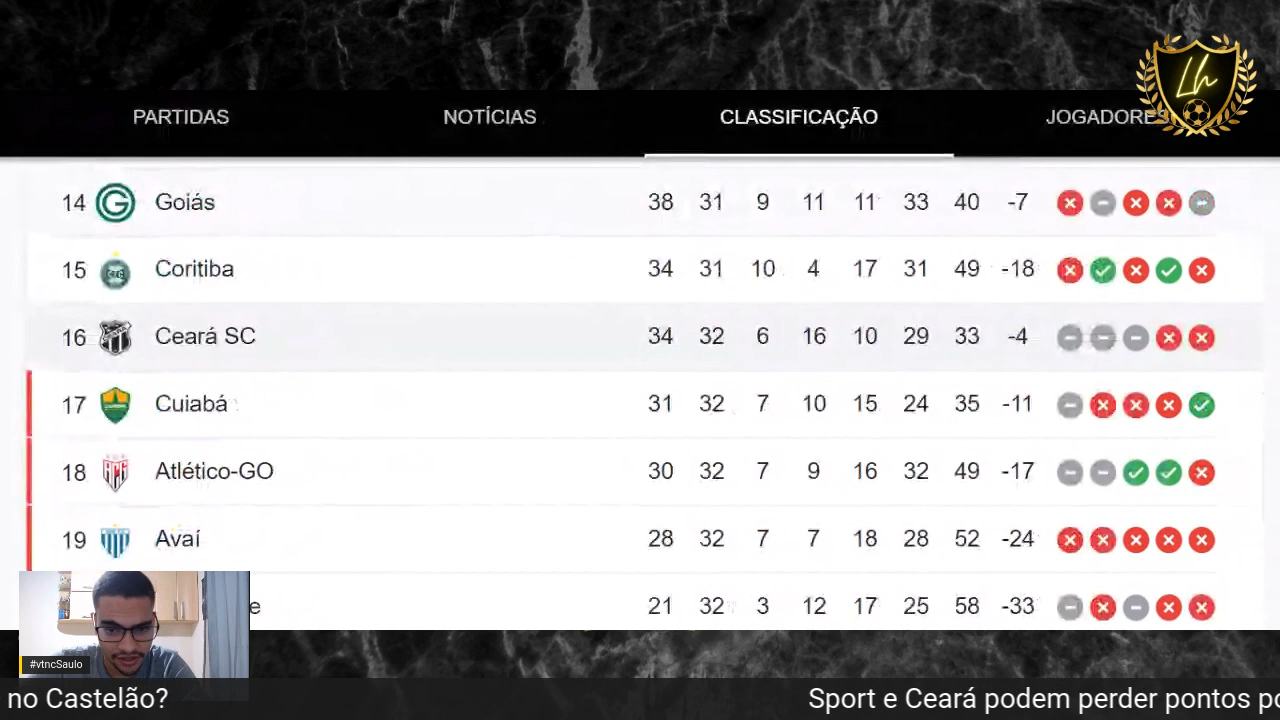 PARTIDAS NOTÍCIAS CLASSIFICAÇÃO JOGADORES
Lh
14 Goiás 38 31 9 11 11 33 40 -7
15 Coritiba 34 31 10 4 17 31 49 -18
16 Ceará SC 34 32 6 16 10 29 33 -4
17 Cuiabá 31 32 7 10 15 24 35 -11
18 Atlético-GO 30 32 7 9 16 32 49 -17
19 Avaí 28 32 7 7 18 28 52 -24
e 21 32 3 12 17 25 58 -33
#vtncSaulo
no Castelão? Sport e Ceará podem perder pontos po